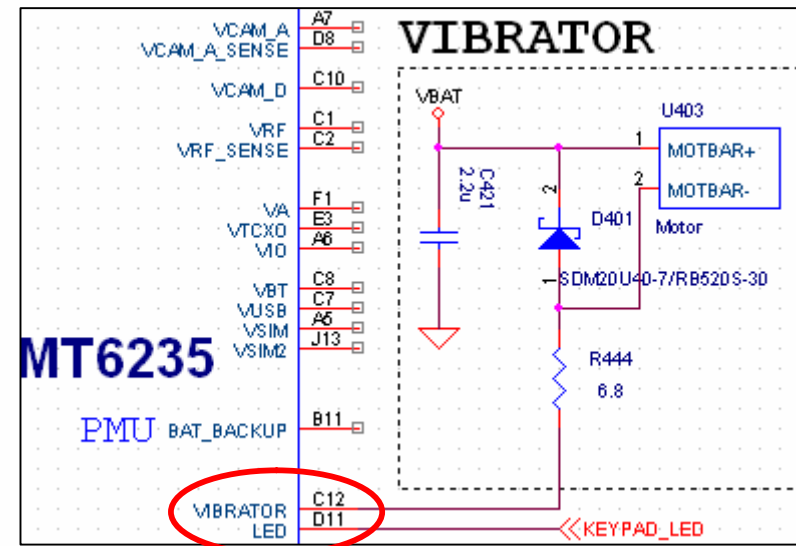 VIBRATOR
VCAM_A A7
VCAM_A_SENSE D8
VCAM_D C10
VRF C1
VRF_SENSE C2
VA F1
VTCXO E3
VIO A6
VBT C8
VUSB C7
VSIM A5
VSIM2 J13
MT6235
PMU
BAT_BACKUP B11
VIBRATOR C12
LED D11
KEYPAD_LED
VBAT
C421
2.2u
2
D401
1
SDM20U40-7/RB520S-30
U403
1 MOTBAR+
2 MOTBAR-
Motor
R444
6.8